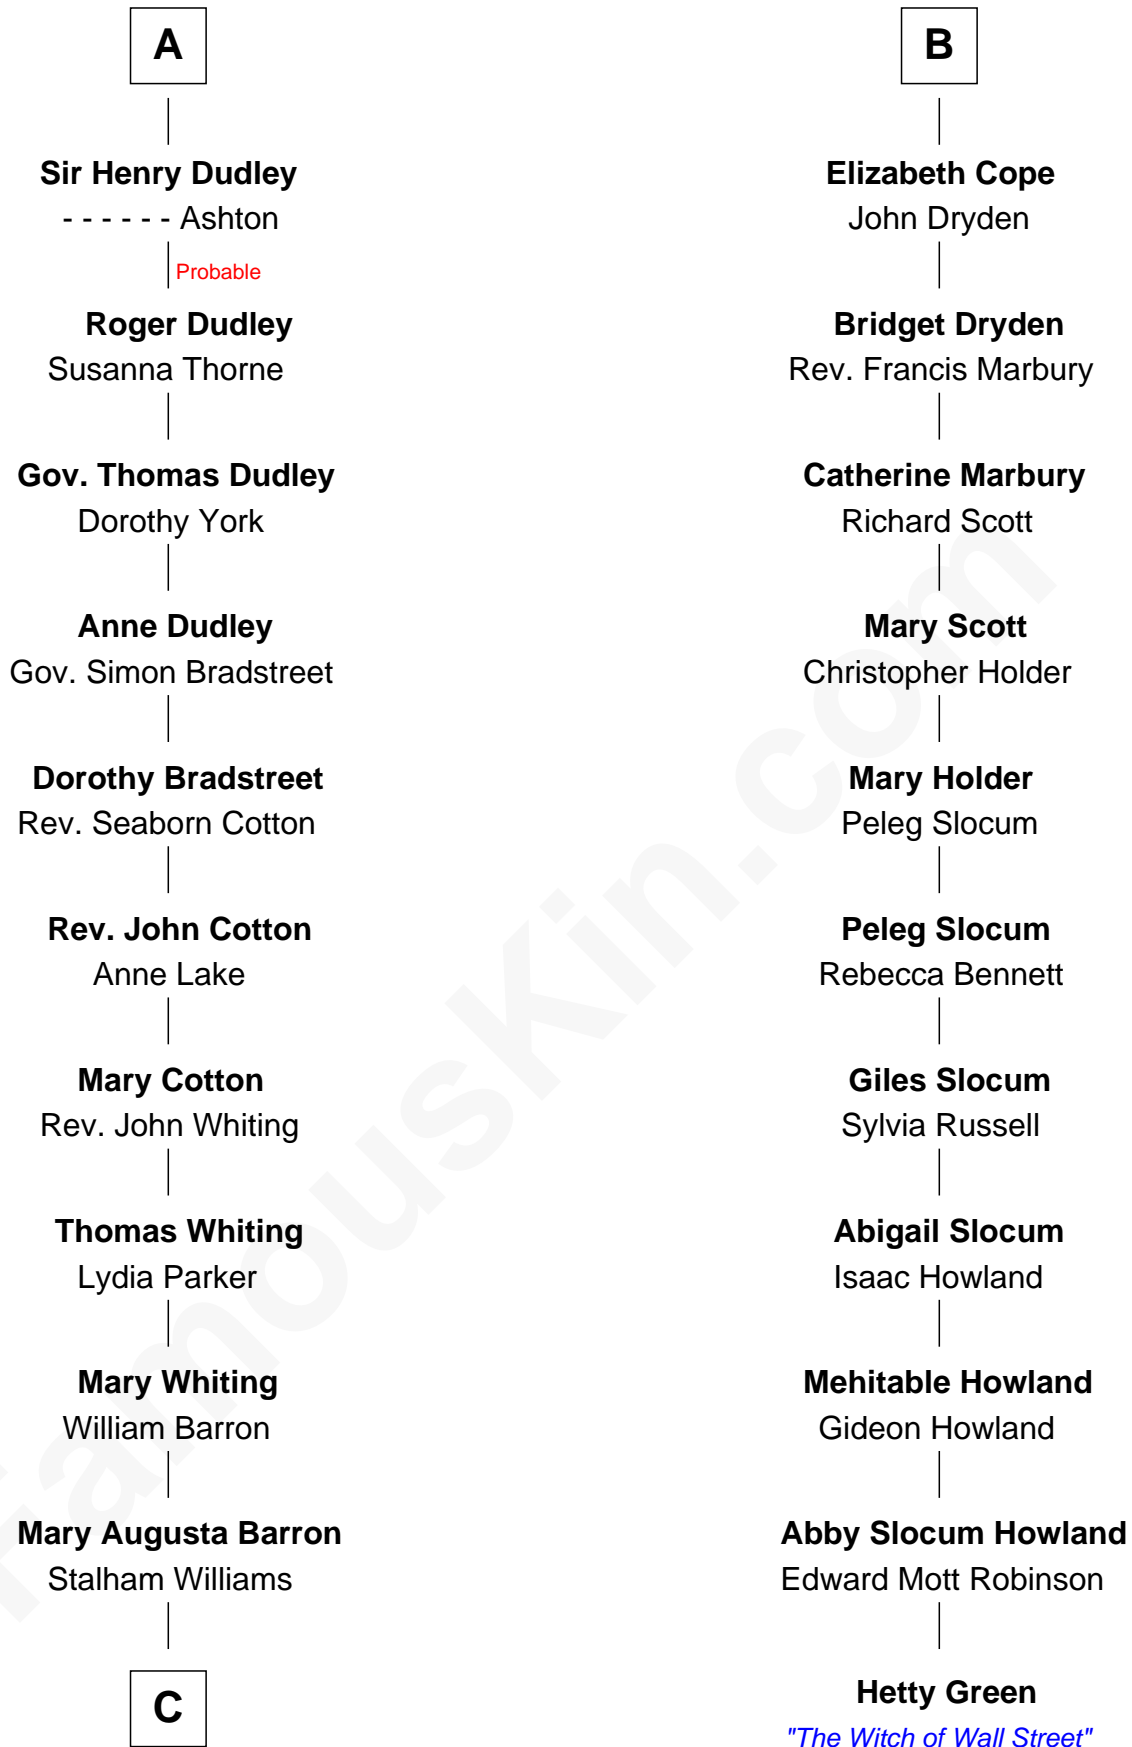 A
Sir Henry Dudley
- - - - - - Ashton
Probable
Roger Dudley
Susanna Thorne
Gov. Thomas Dudley
Dorothy York
Anne Dudley
Gov. Simon Bradstreet
Dorothy Bradstreet
Rev. Seaborn Cotton
Rev. John Cotton
Anne Lake
Mary Cotton
Rev. John Whiting
Thomas Whiting
Lydia Parker
Mary Whiting
William Barron
Mary Augusta Barron
Stalham Williams
C
B
Elizabeth Cope
John Dryden
Bridget Dryden
Rev. Francis Marbury
Catherine Marbury
Richard Scott
Mary Scott
Christopher Holder
Mary Holder
Peleg Slocum
Peleg Slocum
Rebecca Bennett
Giles Slocum
Sylvia Russell
Abigail Slocum
Isaac Howland
Mehitable Howland
Gideon Howland
Abby Slocum Howland
Edward Mott Robinson
Hetty Green
"The Witch of Wall Street"
FamousKin.com